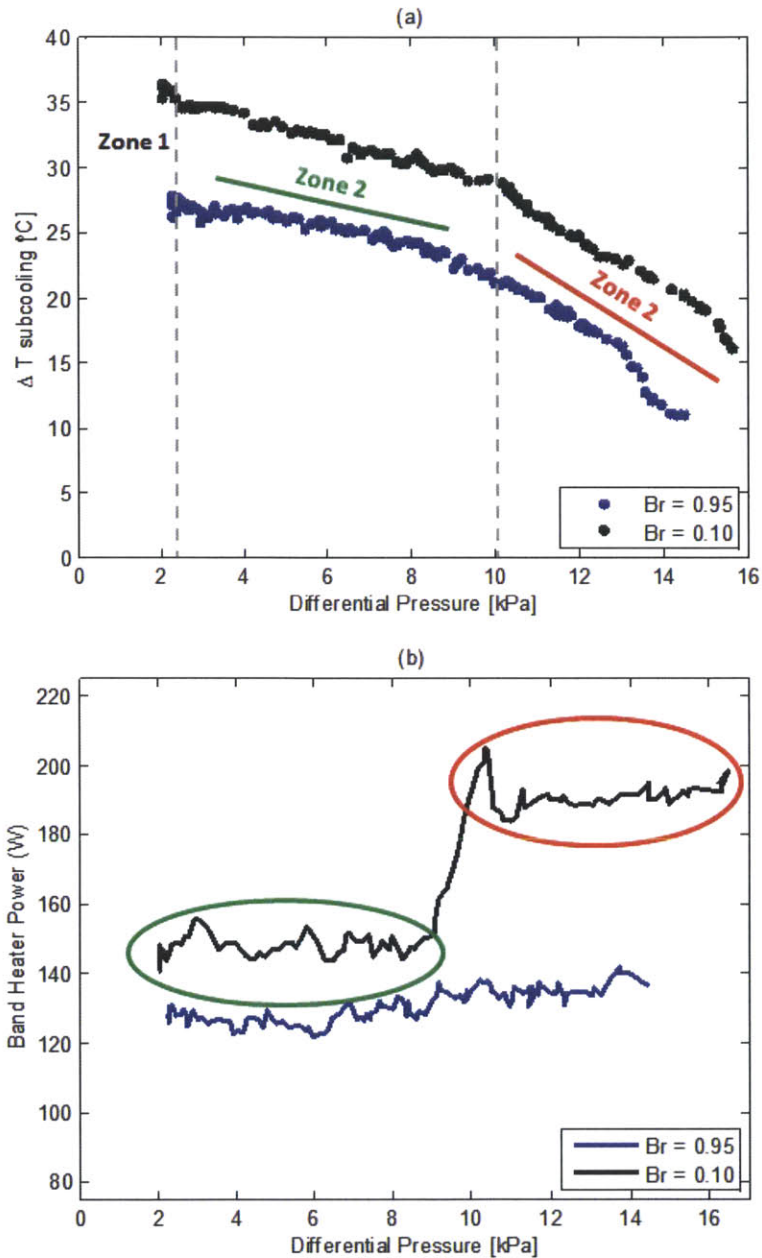 (a)
40
35
30
25
20
15
10
5
0
Δ T subcooling [°C]
Zone 1
Zone 2
Zone 2
Br = 0.95
Br = 0.10
0 2 4 6 8 10 12 14 16
Differential Pressure [kPa]
(b)
220
200
180
160
140
120
100
80
Band Heater Power (W)
Br = 0.95
Br = 0.10
0 2 4 6 8 10 12 14 16
Differential Pressure [kPa]